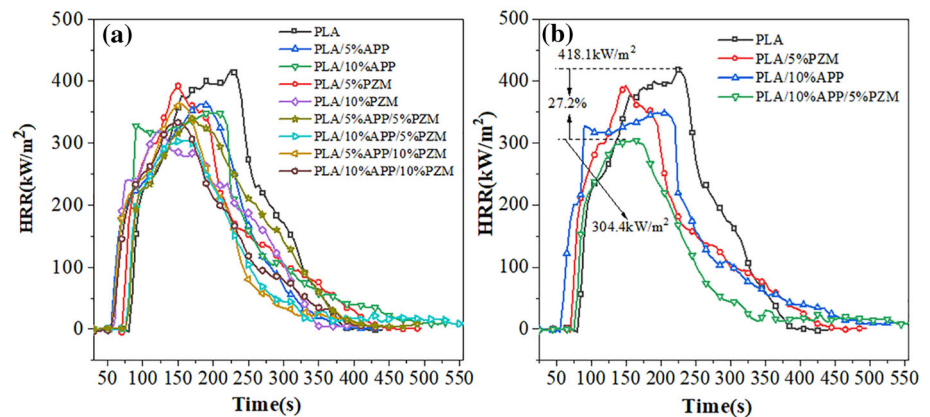 (a)
HRR(kW/m²)
500
400
300
200
100
0
50 100 150 200 250 300 350 400 450 500 550
Time(s)
PLA
PLA/5%APP
PLA/10%APP
PLA/5%PZM
PLA/10%PZM
PLA/5%APP/5%PZM
PLA/10%APP/5%PZM
PLA/5%APP/10%PZM
PLA/10%APP/10%PZM
(b)
HRR(kW/m²)
500
400
300
200
100
0
50 100 150 200 250 300 350 400 450 500 550
Time(s)
418.1kW/m²
27.2%
304.4kW/m²
PLA
PLA/5%PZM
PLA/10%APP
PLA/10%APP/5%PZM